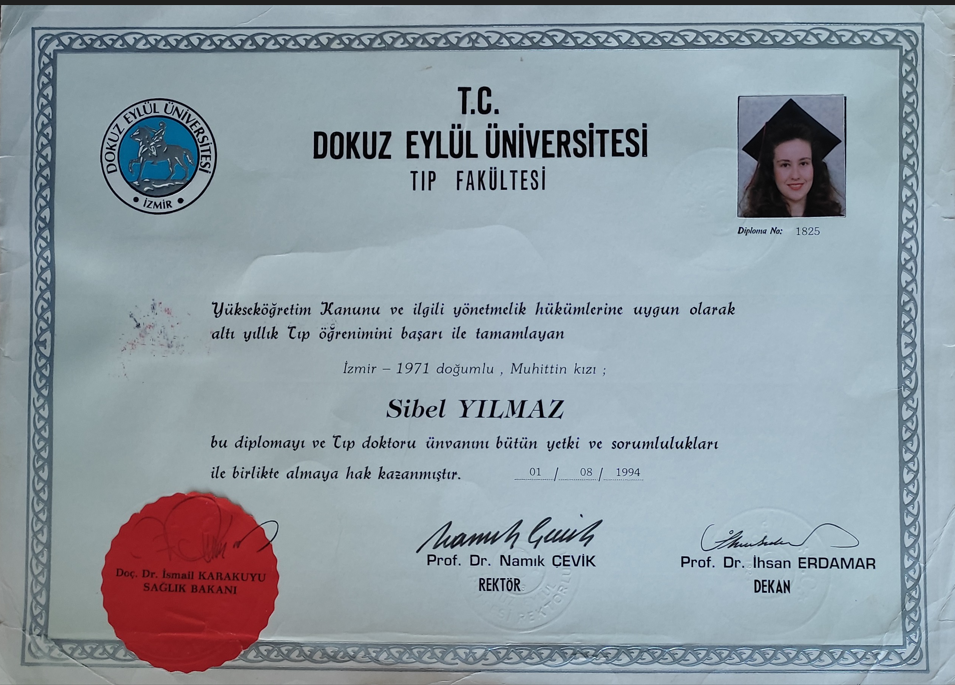 T.C.
DOKUZ EYLÜL ÜNİVERSİTESİ
TIP FAKÜLTESİ
DOKUZ EYLÜL ÜNİVERSİTESİ
• İZMİR •
Diploma No: 1825
Yükseköğretim Kanunu ve ilgili yönetmelik hükümlerine uygun olarak
altı yıllık Tıp öğrenimini başarı ile tamamlayan
İzmir – 1971 doğumlu , Muhittin kızı ;
Sibel YILMAZ
bu diplomayı ve Tıp doktoru ünvanını bütün yetki ve sorumlulukları
ile birlikte almaya hak kazanmıştır. 01 / 08 / 1994
Doç. Dr. İsmail KARAKUYU
SAĞLIK BAKANI
Namık Çevik
Prof. Dr. Namık ÇEVİK
REKTÖR
Prof. Dr. İhsan ERDAMAR
DEKAN